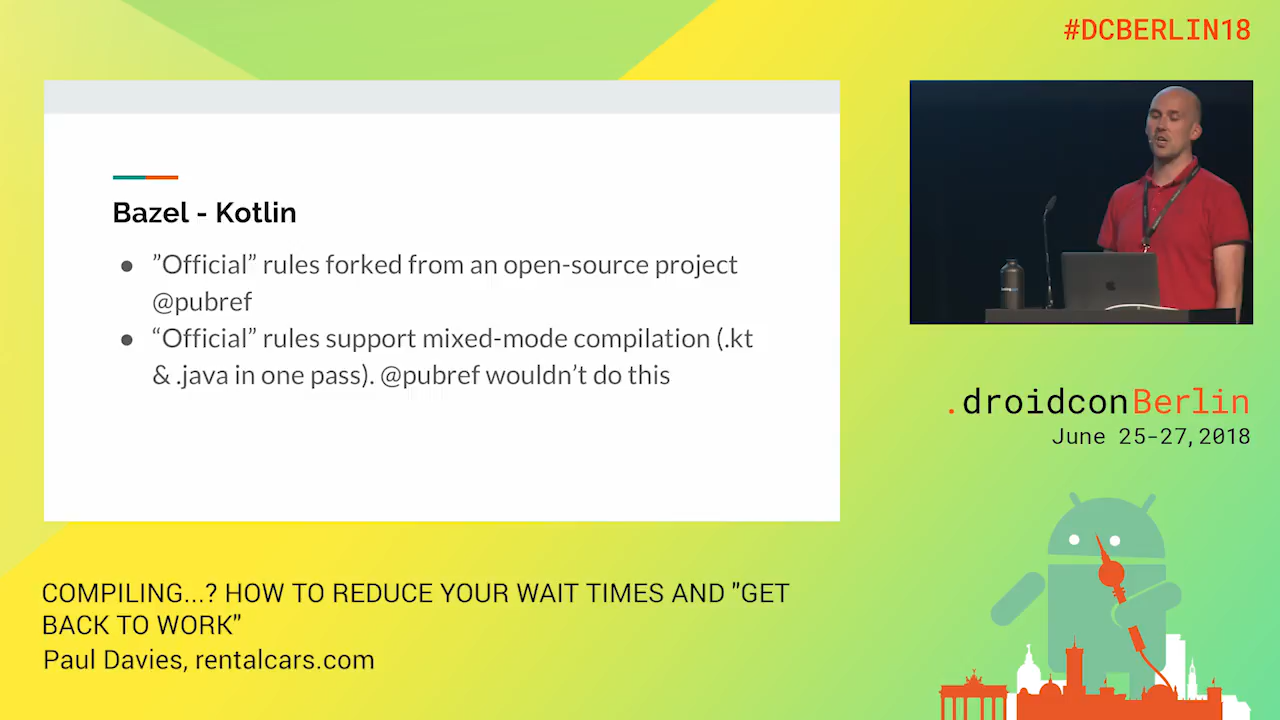 #DCBERLIN18
Bazel - Kotlin
● ”Official” rules forked from an open-source project
@pubref
● “Official” rules support mixed-mode compilation (.kt
& .java in one pass). @pubref wouldn’t do this
.droidconBerlin
June 25-27,2018
COMPILING...? HOW TO REDUCE YOUR WAIT TIMES AND "GET
BACK TO WORK"
Paul Davies, rentalcars.com